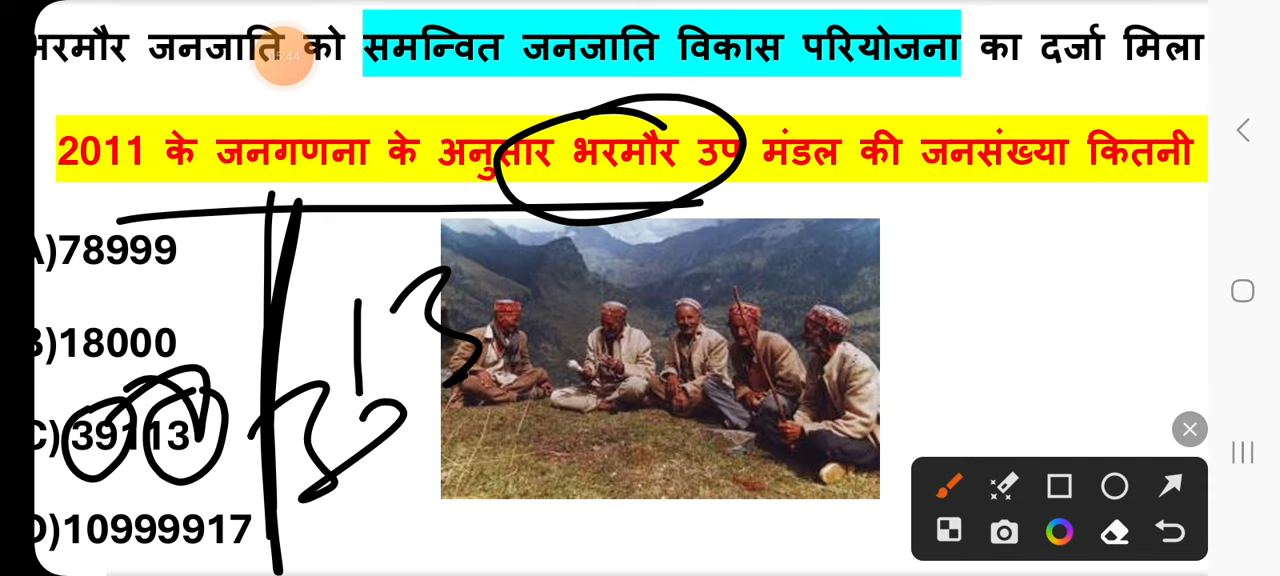 भरमौर जनजाति को समन्वित जनजाति विकास परियोजना का दर्जा मिला
2011 के जनगणना के अनुसार भरमौर उप मंडल की जनसंख्या कितनी
A)78999
B)18000
C)39113
D)10999917